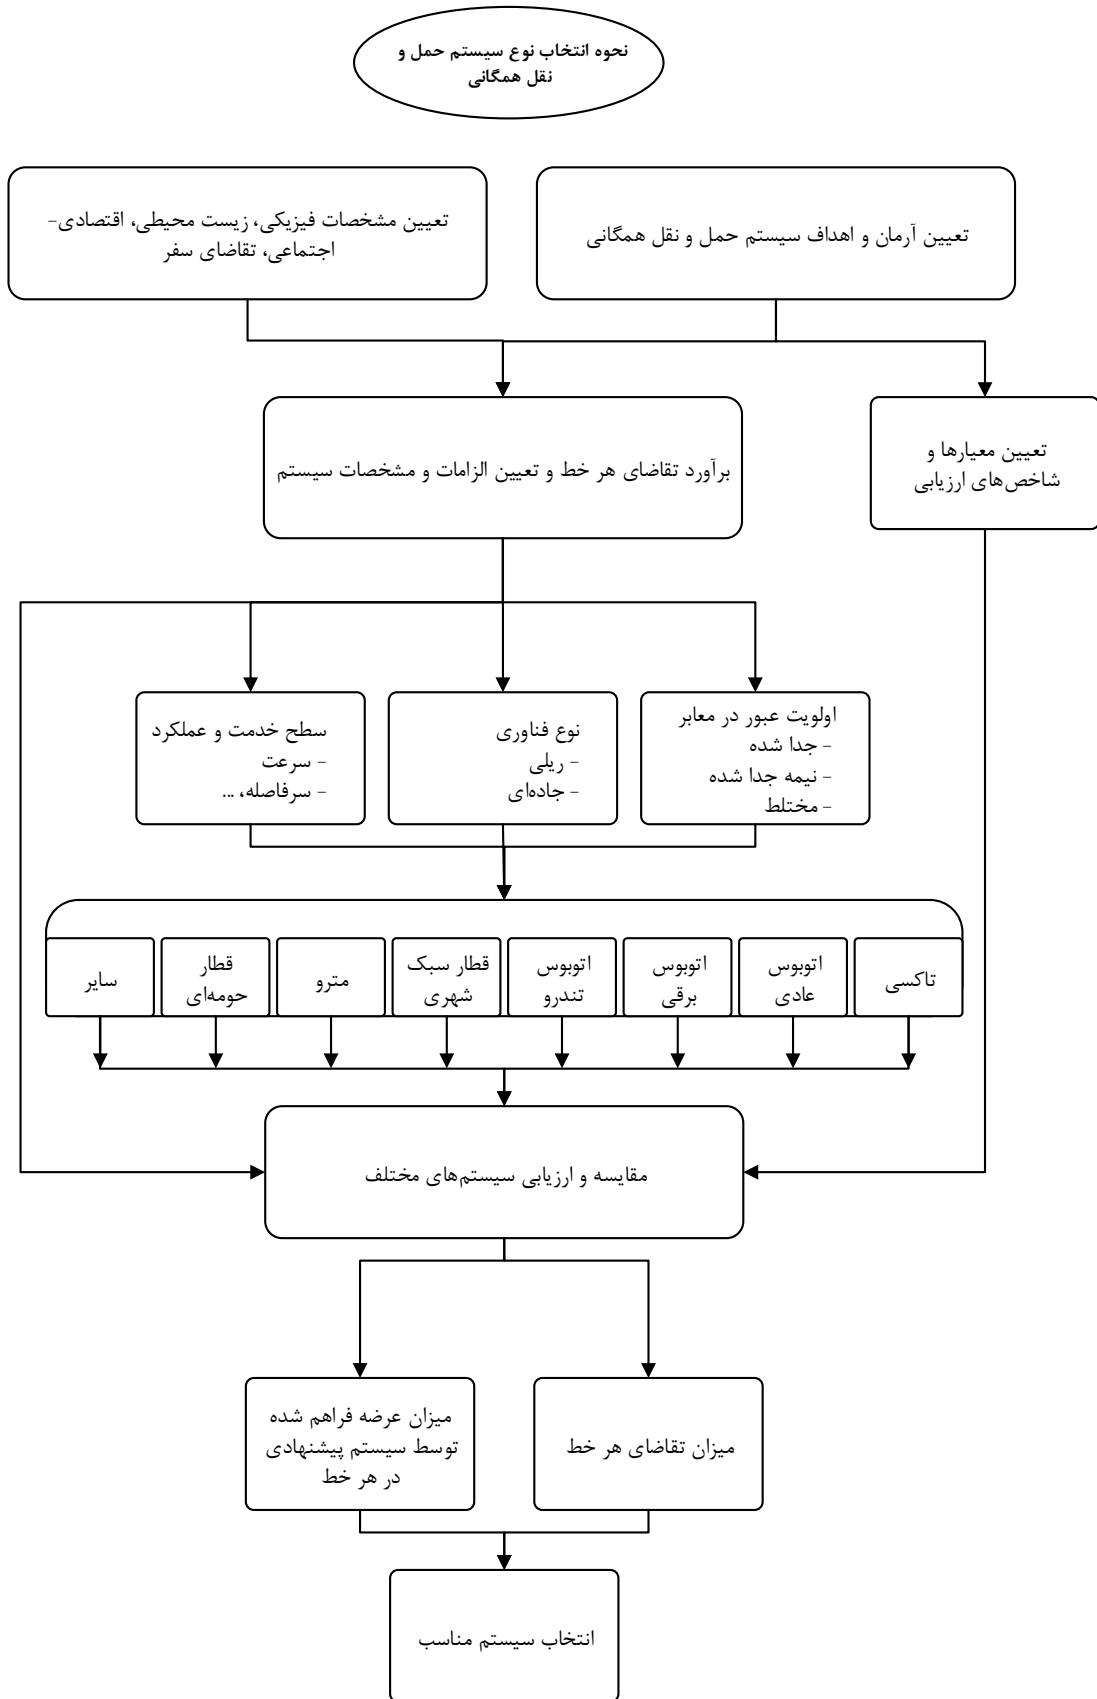 نحوه انتخاب نوع سیستم حمل و
نقل همگانی
تعیین آرمان و اهداف سیستم حمل و نقل همگانی
تعیین مشخصات فیزیکی، زیست محیطی، اقتصادی-
اجتماعی، تقاضای سفر
تعیین معیارها و
شاخص‌های ارزیابی
برآورد تقاضای هر خط و تعیین الزامات و مشخصات سیستم
اولویت عبور در معابر
- جدا شده
- نیمه جدا شده
- مختلط
نوع فناوری
- ریلی
- جاده‌ای
سطح خدمت و عملکرد
- سرعت
- سرفاصله، ...
تاکسی
اتوبوس
عادی
اتوبوس
برقی
اتوبوس
تندرو
قطار سبک
شهری
مترو
قطار
حومه‌ای
سایر
مقایسه و ارزیابی سیستم‌های مختلف
میزان تقاضای هر خط
میزان عرضه فراهم شده
توسط سیستم پیشنهادی
در هر خط
انتخاب سیستم مناسب